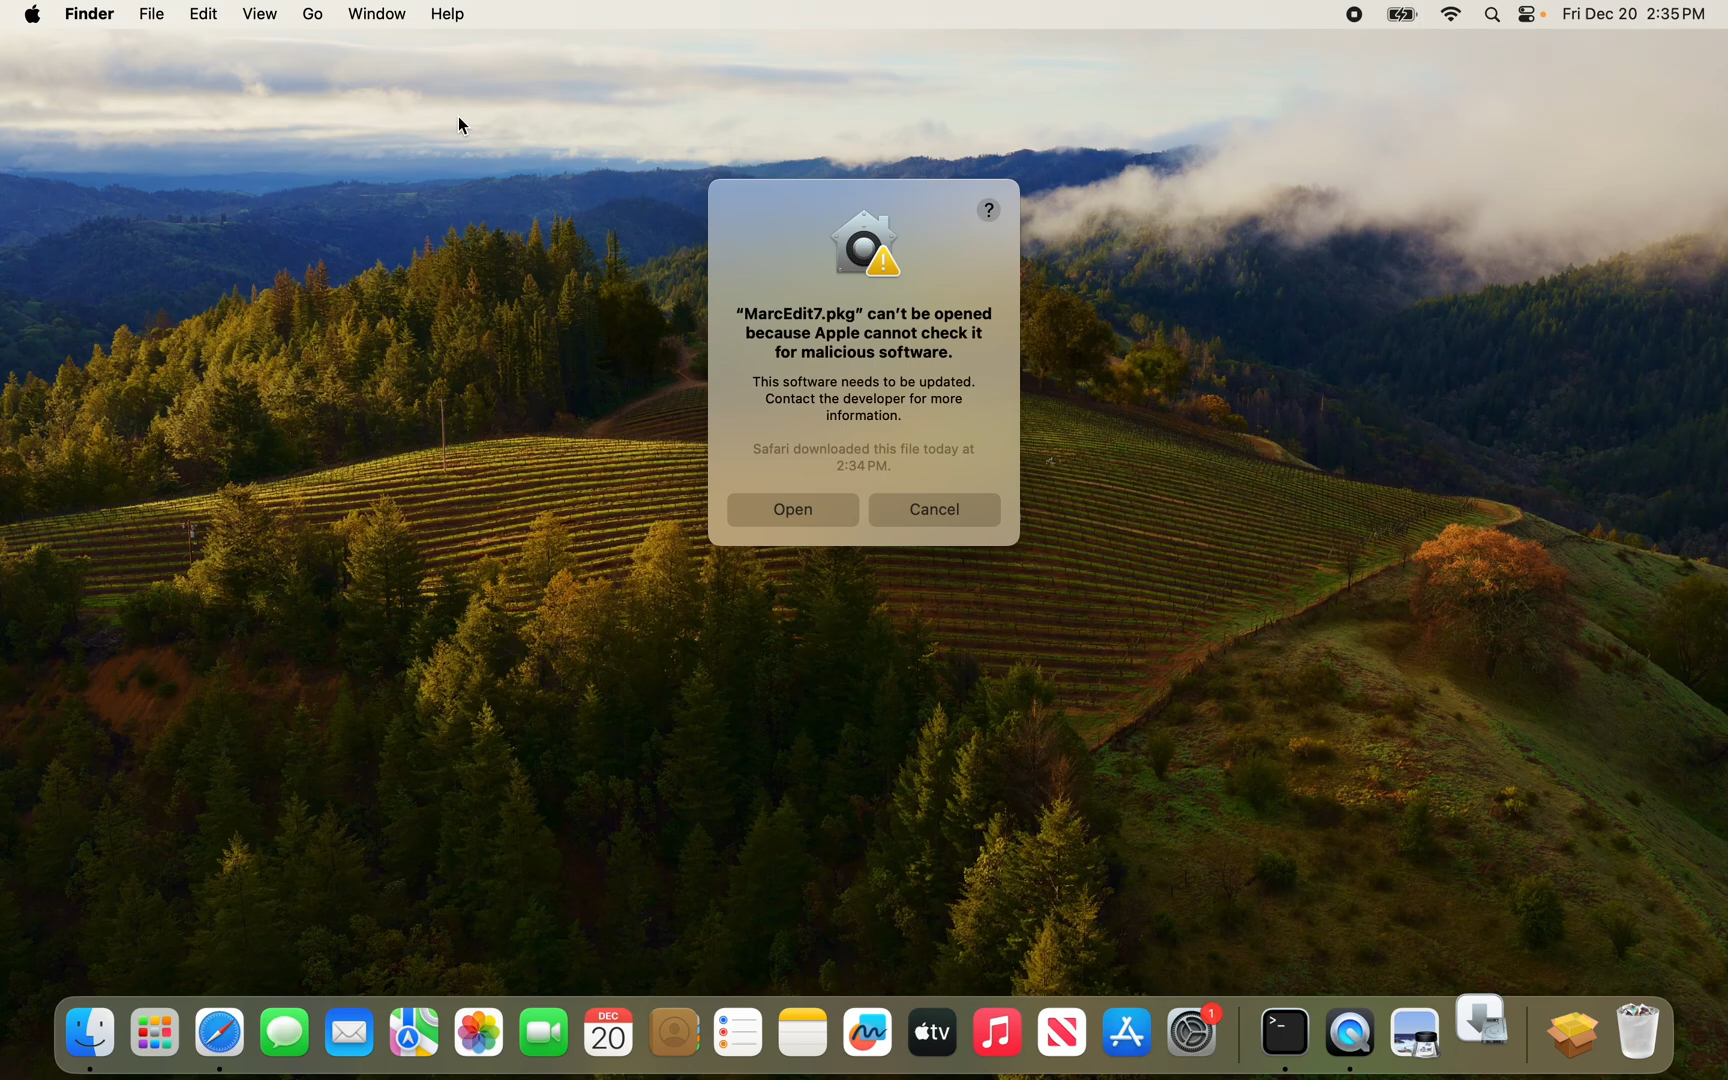 Finder File Edit View Go Window Help Fri Dec 20 2:35 PM
?
“MarcEdit7.pkg” can’t be opened
because Apple cannot check it
for malicious software.
This software needs to be updated.
Contact the developer for more
information.
Safari downloaded this file today at
2:34 PM.
Open Cancel
DEC
20
tv
1
>_